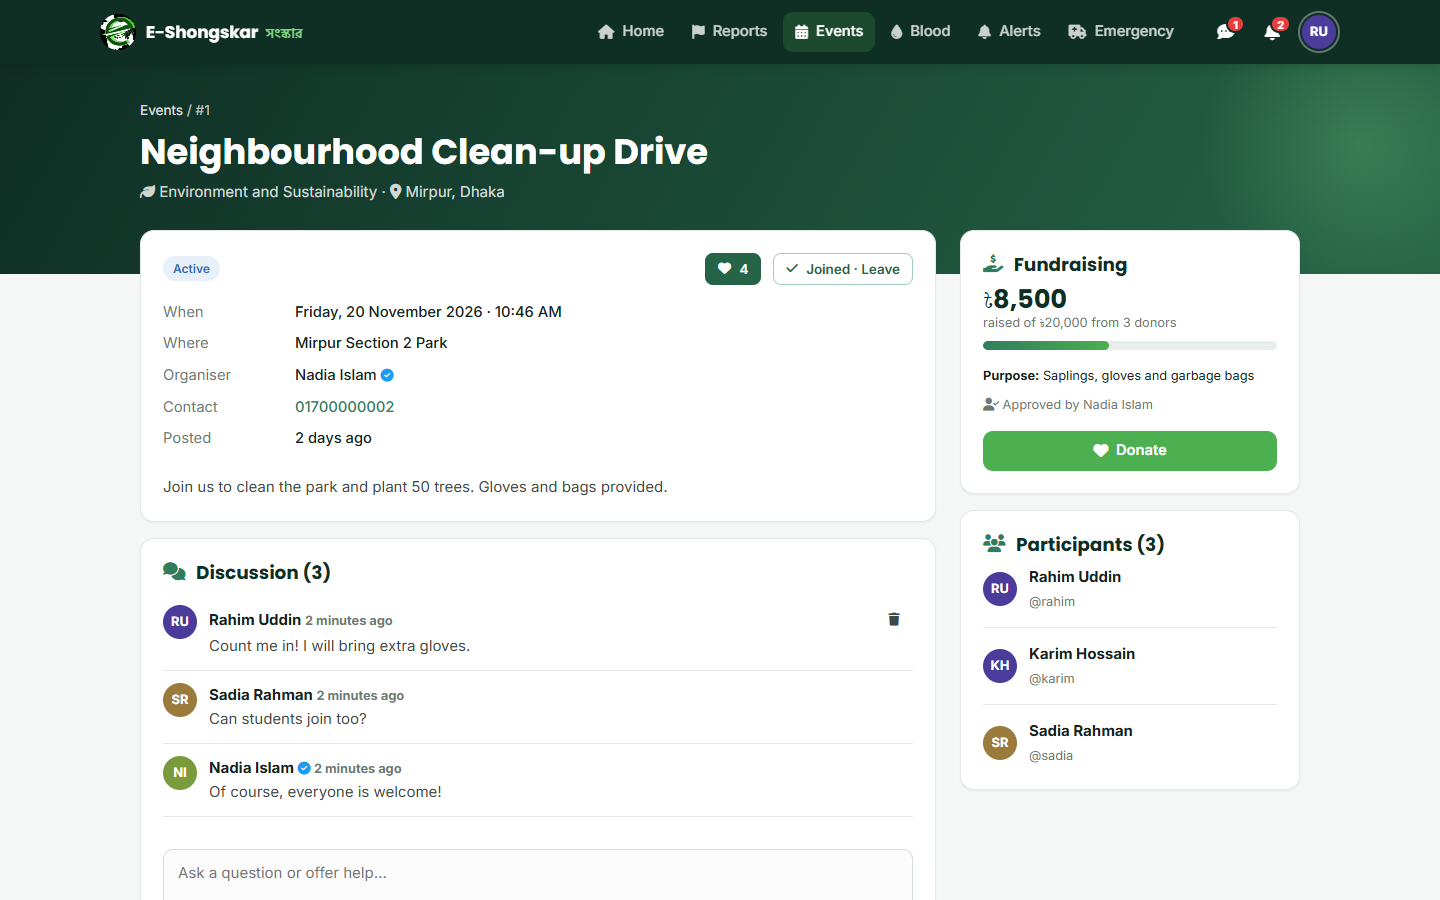 E-Shongskar সংস্কার
Home
Reports
Events
Blood
Alerts
Emergency
1
2
RU
Events / #1
Neighbourhood Clean-up Drive
Environment and Sustainability · Mirpur, Dhaka
Active
4
Joined · Leave
When
Friday, 20 November 2026 · 10:46 AM
Where
Mirpur Section 2 Park
Organiser
Nadia Islam
Contact
01700000002
Posted
2 days ago
Join us to clean the park and plant 50 trees. Gloves and bags provided.
Discussion (3)
RU
Rahim Uddin 2 minutes ago
Count me in! I will bring extra gloves.
SR
Sadia Rahman 2 minutes ago
Can students join too?
NI
Nadia Islam 2 minutes ago
Of course, everyone is welcome!
Ask a question or offer help...
Fundraising
৳8,500
raised of ৳20,000 from 3 donors
Purpose: Saplings, gloves and garbage bags
Approved by Nadia Islam
Donate
Participants (3)
RU
Rahim Uddin
@rahim
KH
Karim Hossain
@karim
SR
Sadia Rahman
@sadia